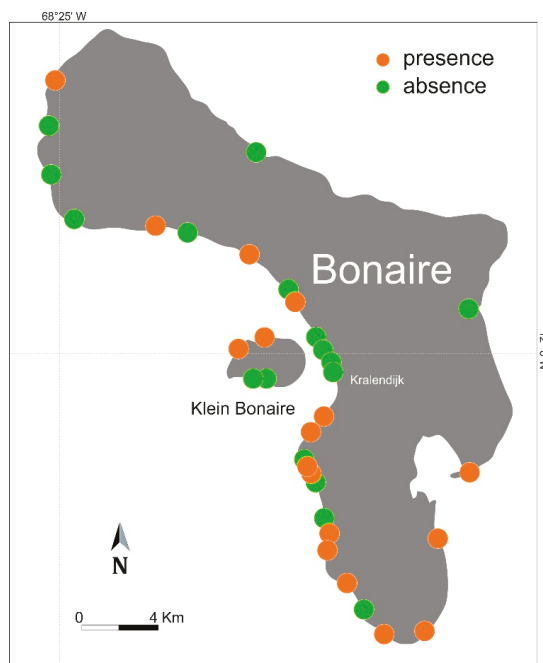 68°25' W
presence
absence
Bonaire
Kralendijk
Klein Bonaire
N
0 4 Km